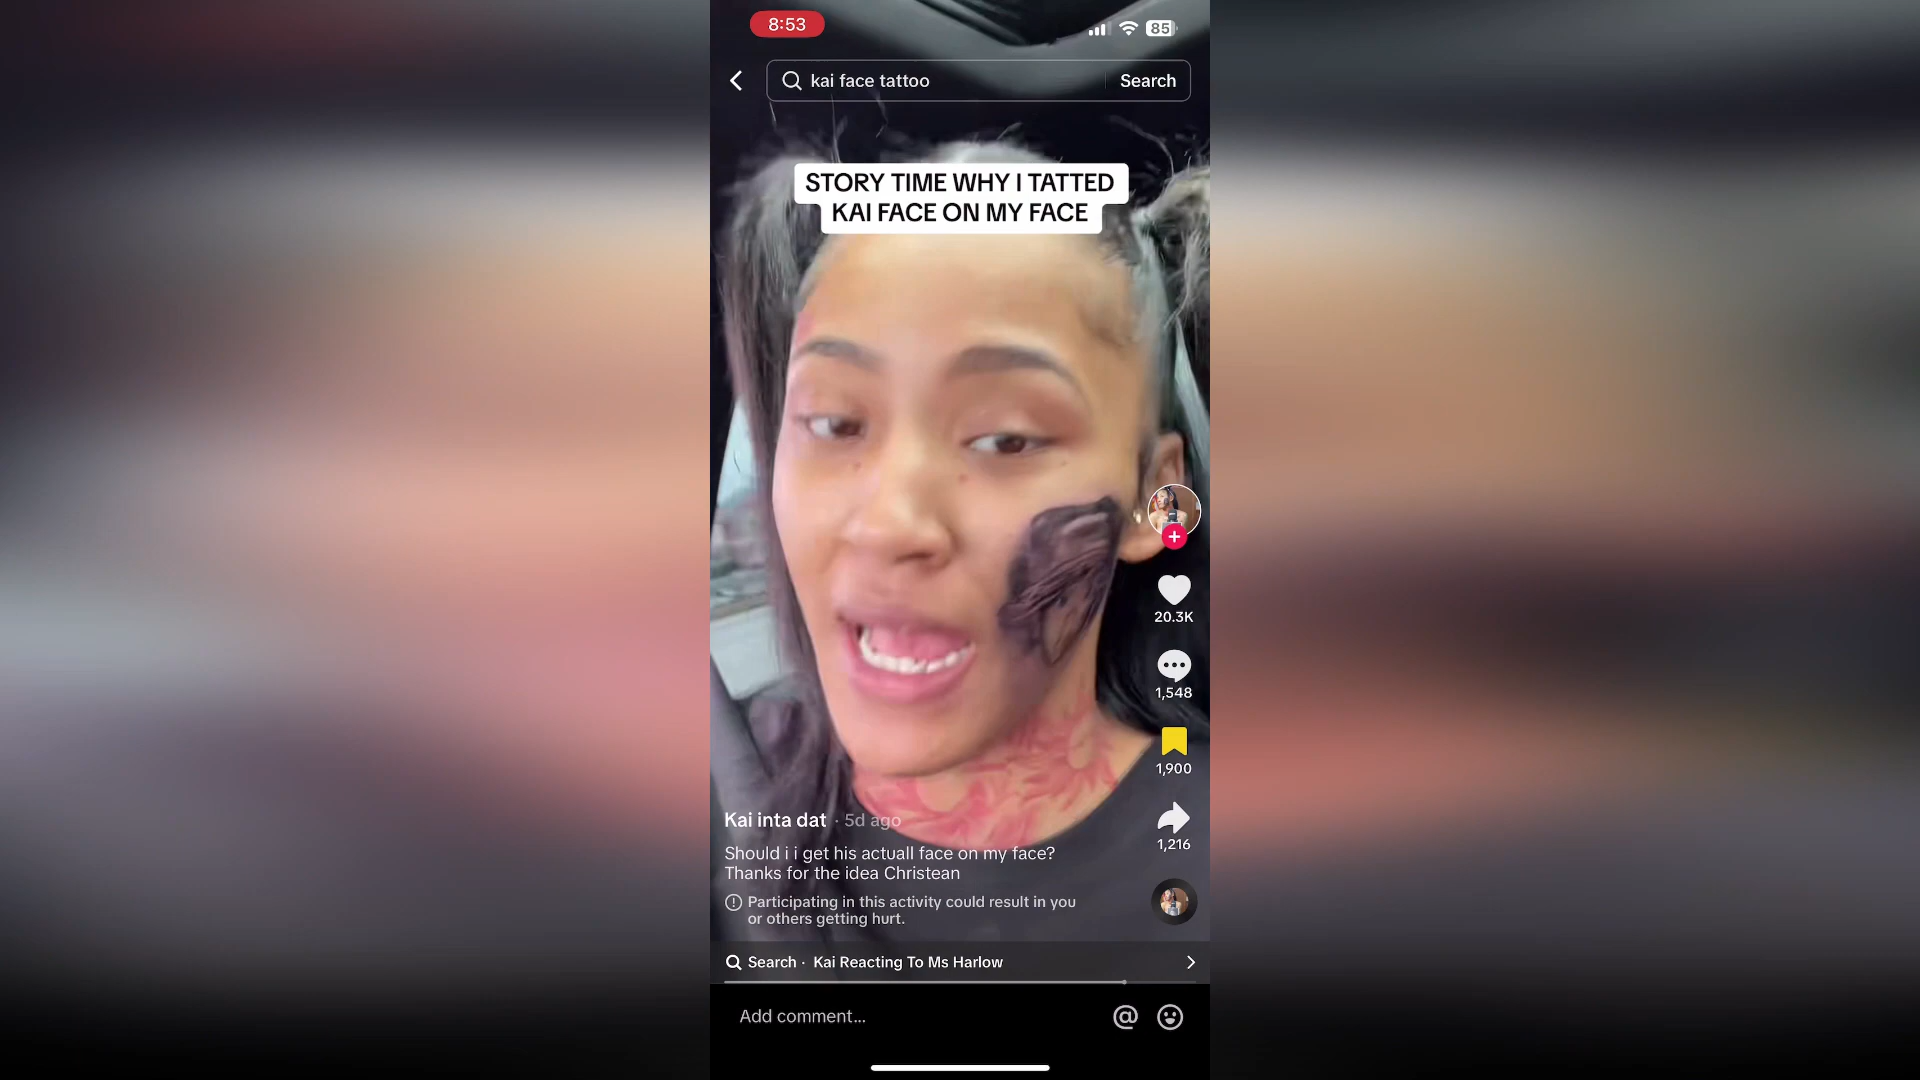 8:53
85
kai face tattoo
Search
STORY TIME WHY I TATTED
KAI FACE ON MY FACE
20.3K
1,548
1,900
1,216
Kai inta dat · 5d ago
Should i i get his actuall face on my face?
Thanks for the idea Christean
Participating in this activity could result in you
or others getting hurt.
Search · Kai Reacting To Ms Harlow
Add comment...
@